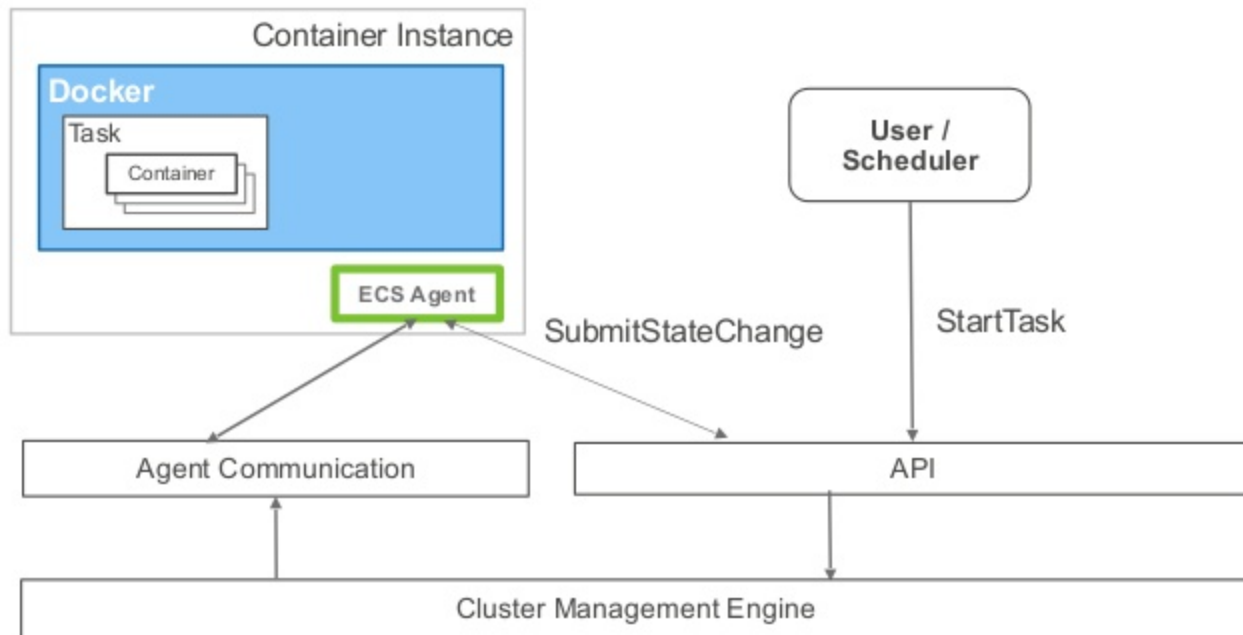 Container Instance
Docker
Task
Container
User /
Scheduler
ECS Agent
SubmitStateChange
StartTask
Agent Communication
API
Cluster Management Engine